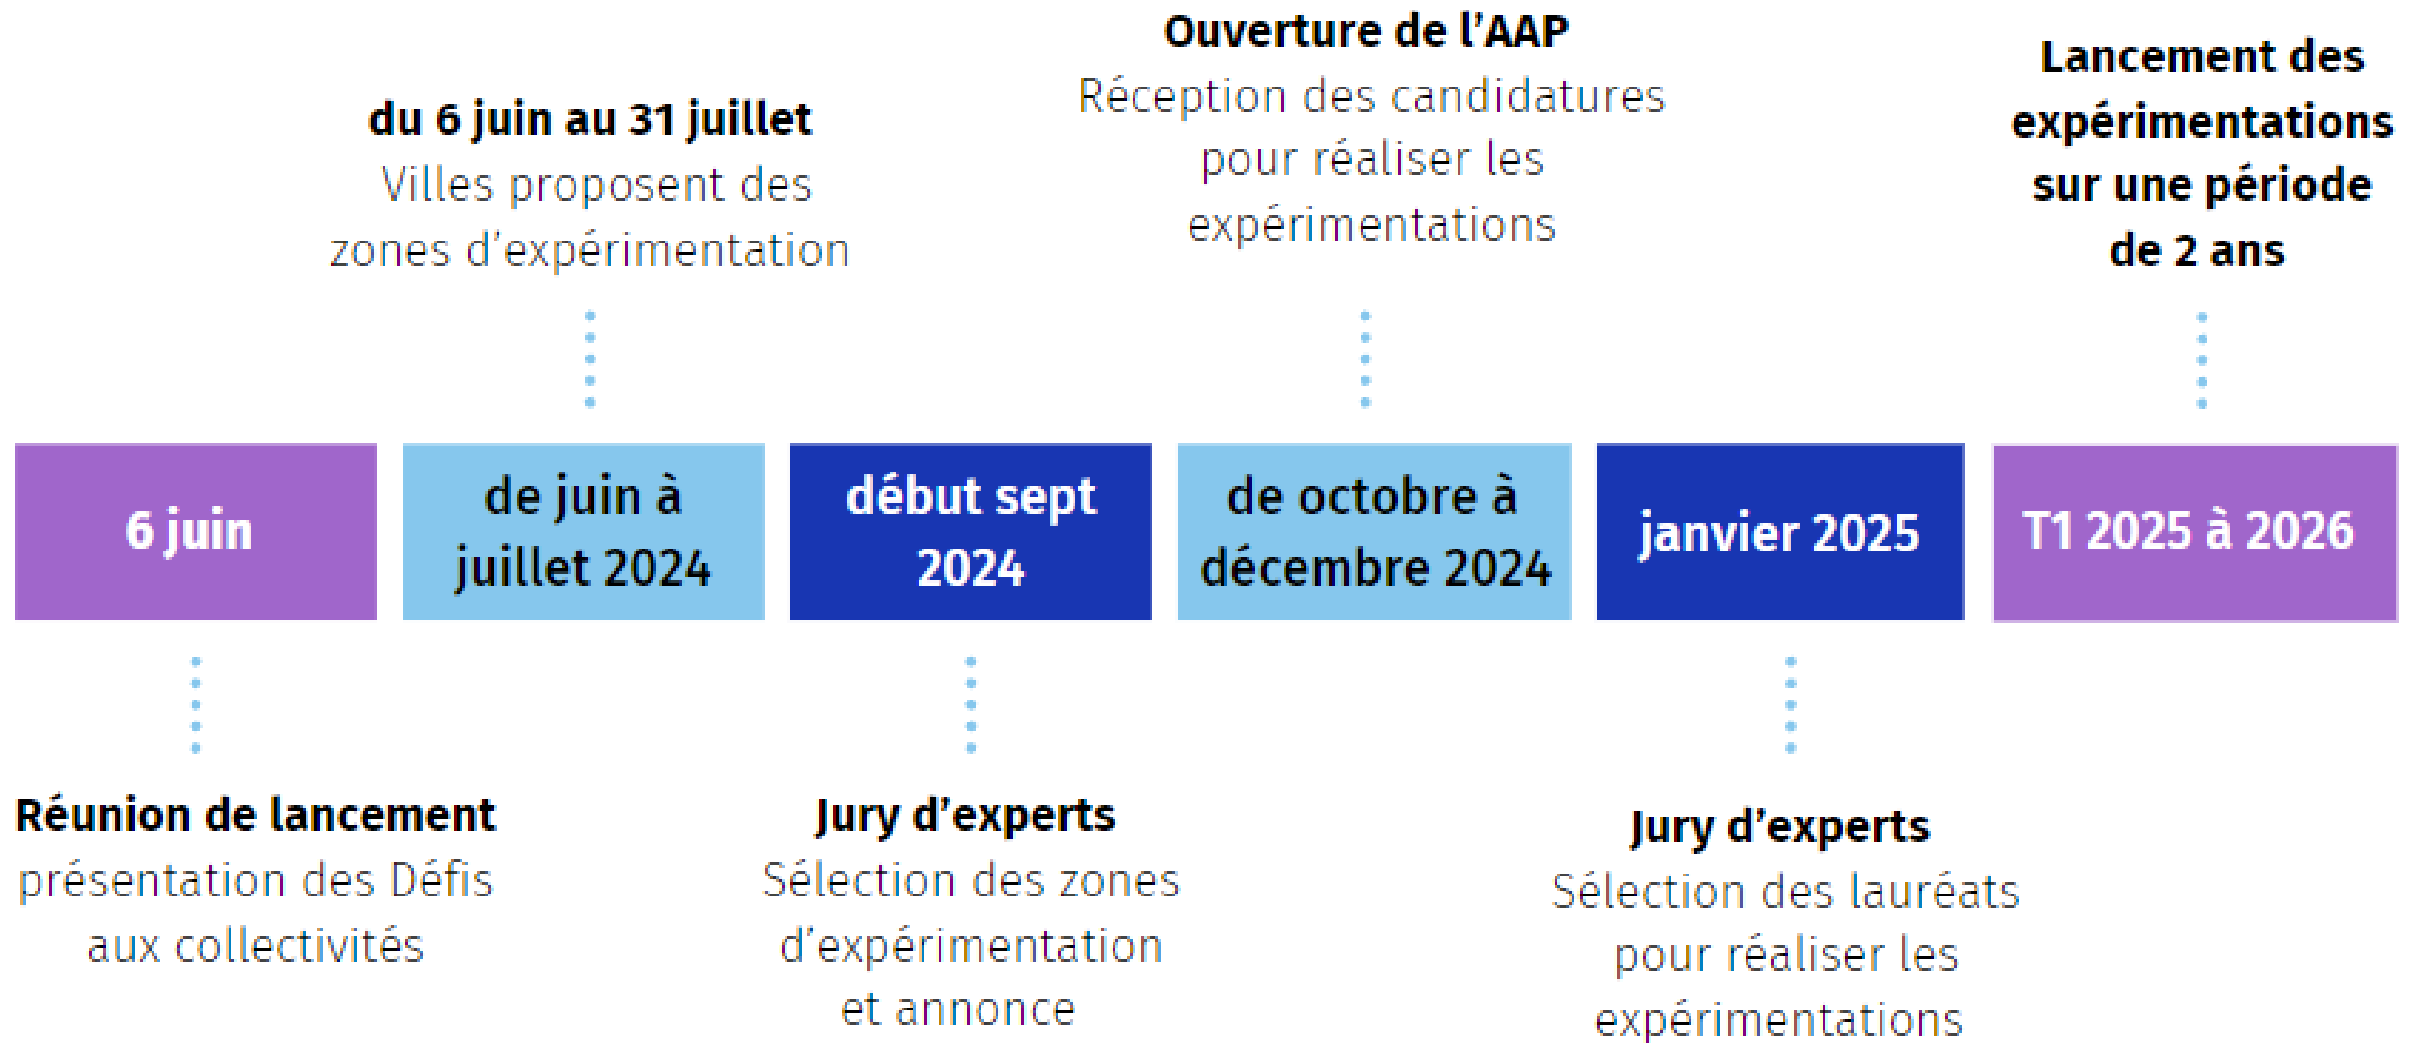 Ouverture de l'AAP
Réception des candidatures
pour réaliser les
expérimentations
Lancement des
expérimentations
sur une période
de 2 ans
du 6 juin au 31 juillet
Villes proposent des
zones d'expérimentation
6 juin
de juin à
juillet 2024
début sept
2024
de octobre à
décembre 2024
janvier 2025
T1 2025 à 2026
Réunion de lancement
présentation des Défis
aux collectivités
Jury d'experts
Sélection des zones
d'expérimentation
et annonce
Jury d'experts
Sélection des lauréats
pour réaliser les
expérimentations